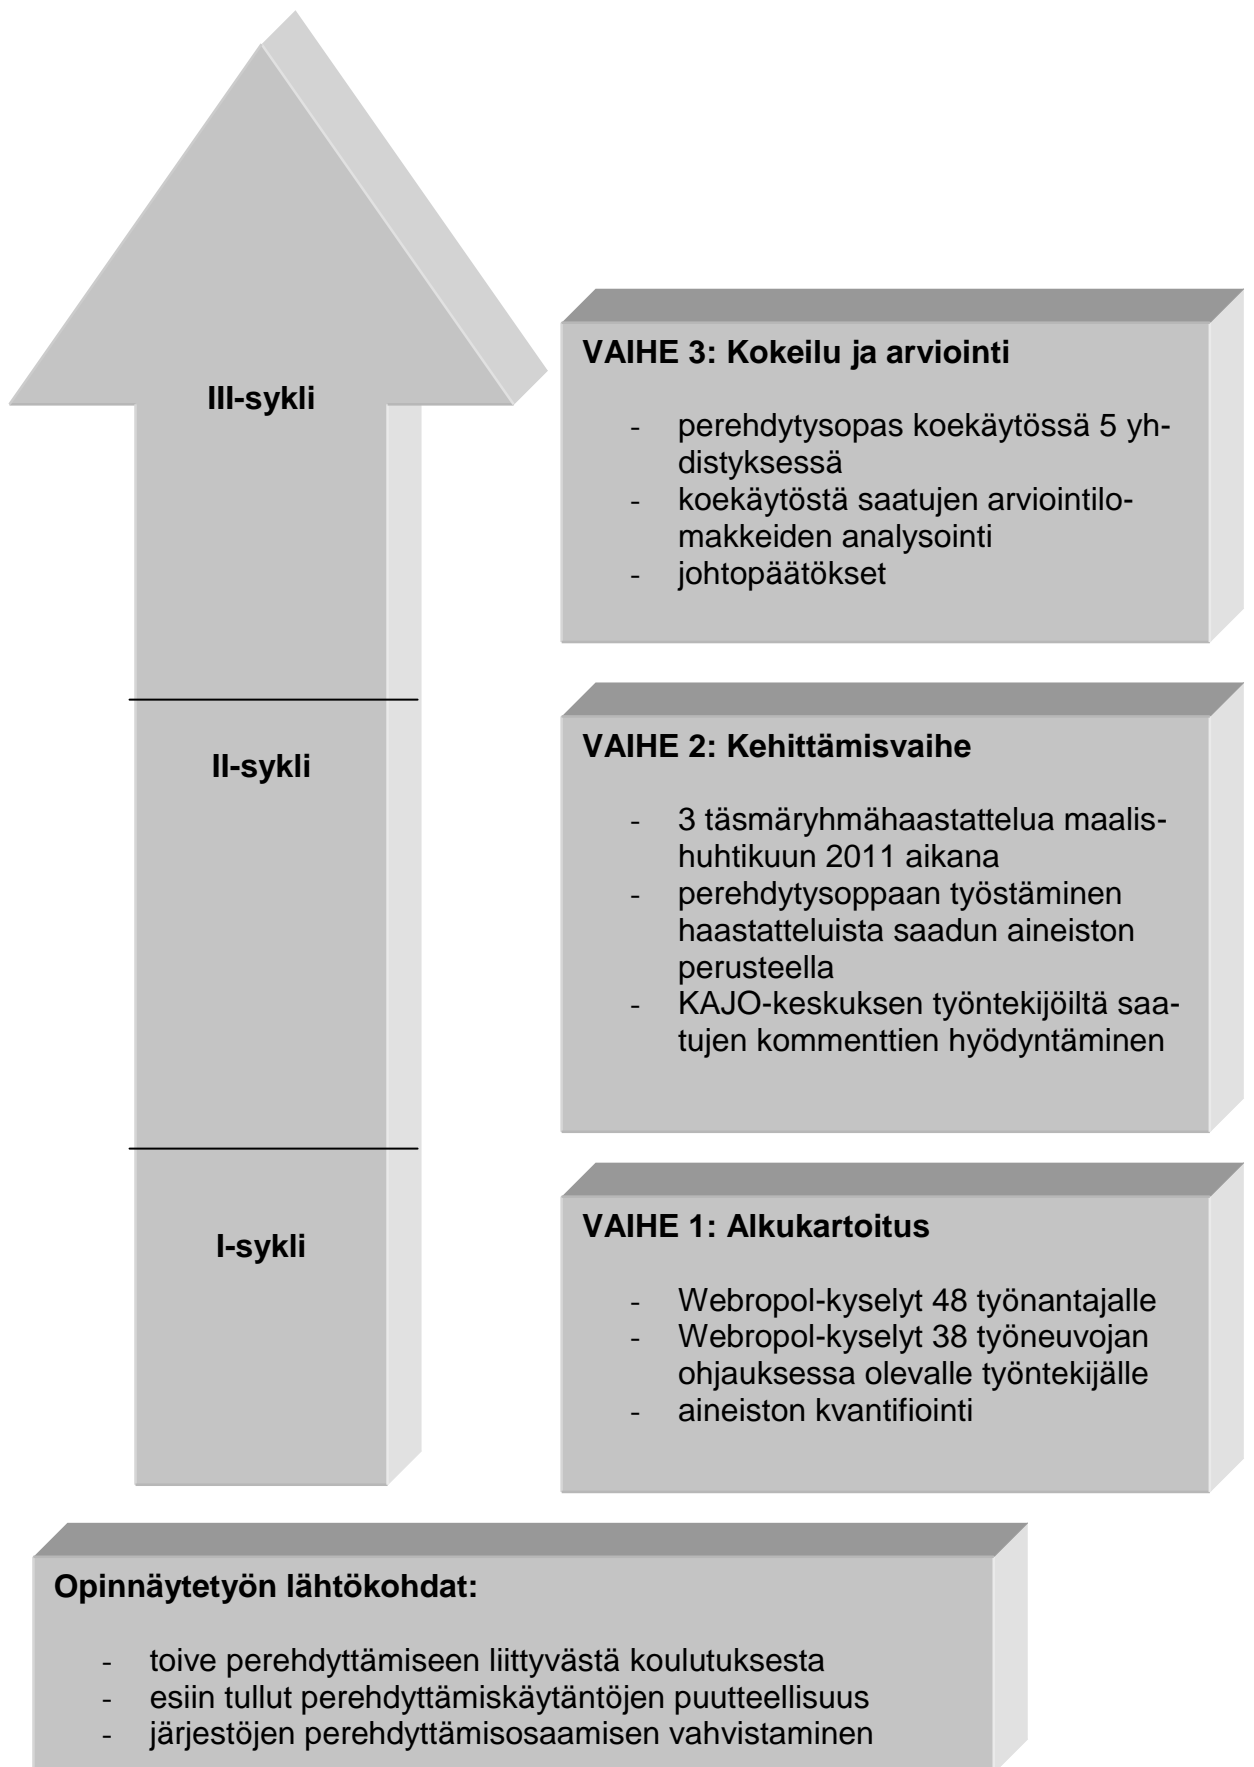 III-sykli
VAIHE 3: Kokeilu ja arviointi
- perehdytysopas koekäytössä 5 yh-
distyksessä
- koekäytöstä saatujen arviointilo-
makkeiden analysointi
- johtopäätökset
II-sykli
VAIHE 2: Kehittämisvaihe
- 3 täsmäryhmähaastattelua maalis-
huhtikuun 2011 aikana
- perehdytysoppaan työstäminen
haastatteluista saadun aineiston
perusteella
- KAJO-keskuksen työntekijöiltä saa-
tujen kommenttien hyödyntäminen
I-sykli
VAIHE 1: Alkukartoitus
- Webropol-kyselyt 48 työnantajalle
- Webropol-kyselyt 38 työneuvojan
ohjauksessa olevalle työntekijälle
- aineiston kvantifiointi
Opinnäytetyön lähtökohdat:
- toive perehdyttämiseen liittyvästä koulutuksesta
- esiin tullut perehdyttämiskäytäntöjen puutteellisuus
- järjestöjen perehdyttämisosaamisen vahvistaminen